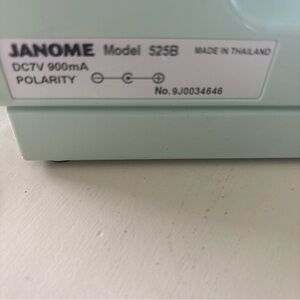 JANOME Model 525B MADE IN THAILAND
DC7V 900mA
POLARITY
No. 9J0034646